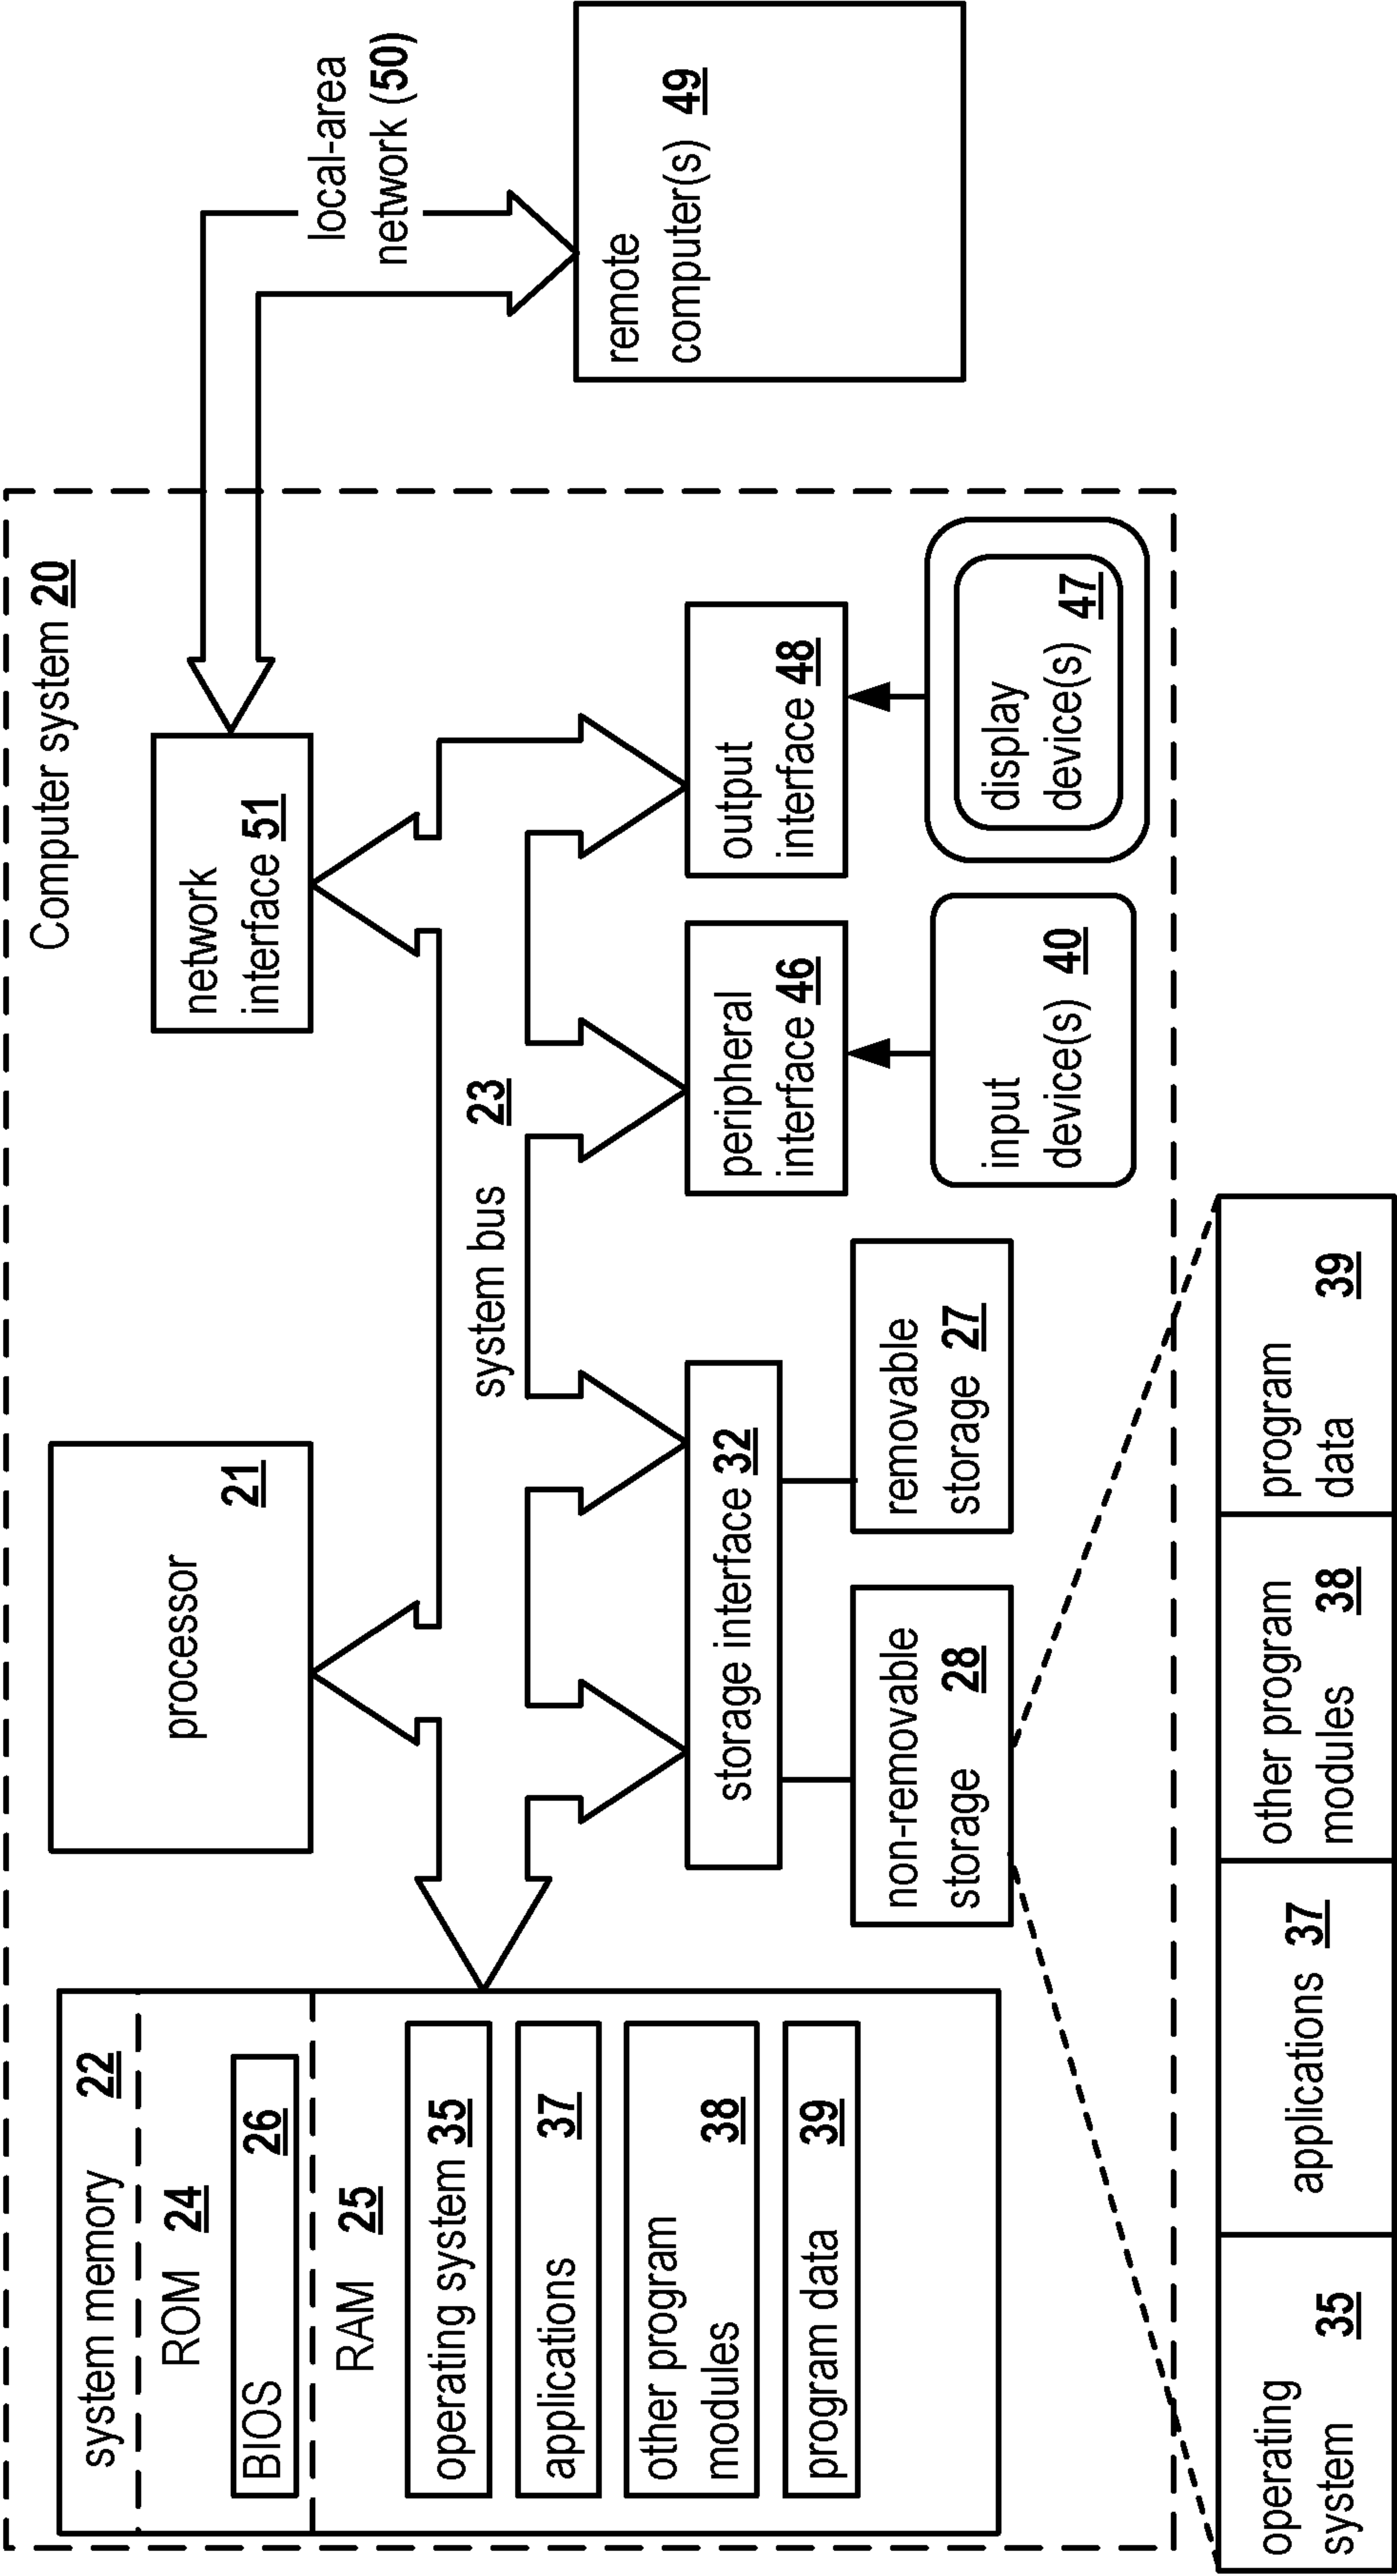 Computer system 20
system memory 22
ROM 24
BIOS 26
RAM 25
operating system 35
applications 37
other program
modules 38
program data 39
processor 21
network
interface 51
local-area
network (50)
system bus 23
storage interface 32
peripheral
interface 46
output
interface 48
remote
computer(s) 49
non-removable
storage 28
removable
storage 27
input
device(s) 40
display
device(s) 47
operating
system 35
applications 37
other program
modules 38
program
data 39